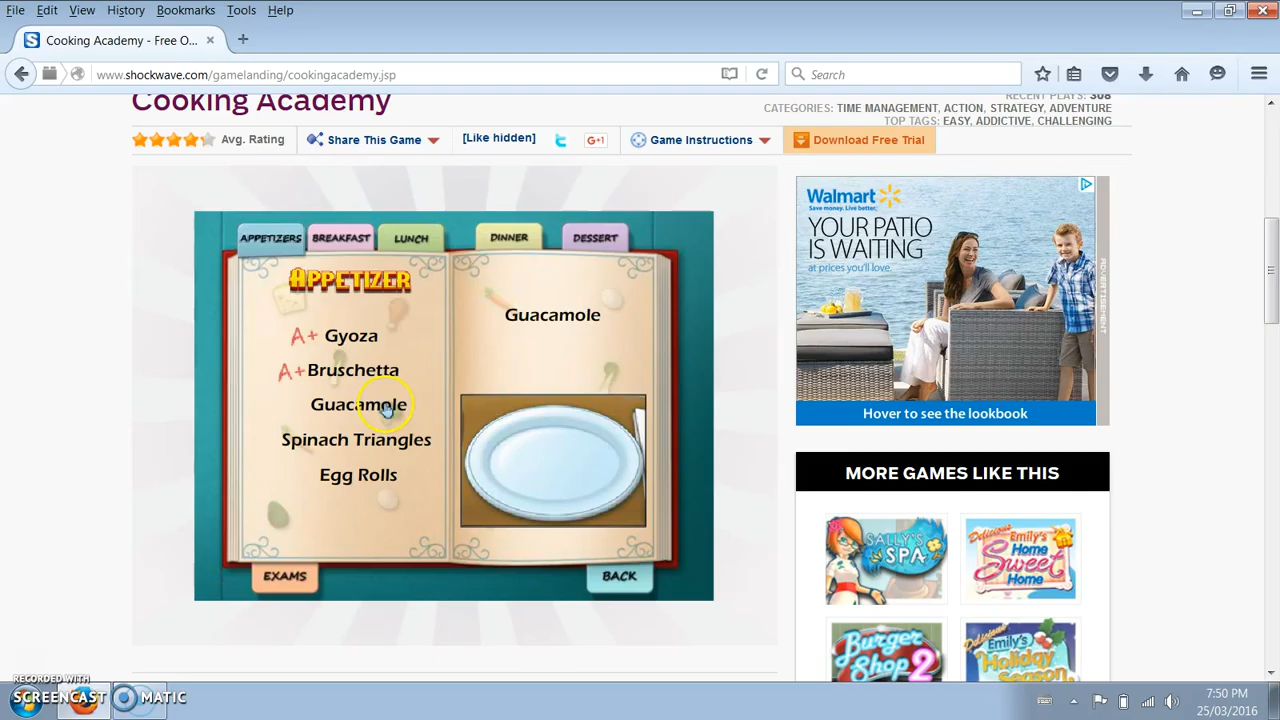 File Edit View History Bookmarks Tools Help
Cooking Academy - Free O...
www.shockwave.com/gamelanding/cookingacademy.jsp
Search
Cooking Academy
RECENT PLAYS: 308
CATEGORIES: TIME MANAGEMENT, ACTION, STRATEGY, ADVENTURE
TOP TAGS: EASY, ADDICTIVE, CHALLENGING
Avg. Rating
Share This Game
[Like hidden]
G+1
Game Instructions
Download Free Trial
APPETIZERS BREAKFAST LUNCH DINNER DESSERT
APPETIZER
A+ Gyoza
A+ Bruschetta
Guacamole
Spinach Triangles
Egg Rolls
Guacamole
EXAMS
BACK
Walmart
Save money. Live better.
YOUR PATIO
IS WAITING
at prices you'll love.
Hover to see the lookbook
ADVERTISEMENT
MORE GAMES LIKE THIS
SALLY'S
SPA
Delicious
Emily's
Home
Sweet
Home
Burger
Shop 2
Delicious
Emily's
Holiday
Season
RECORDED WITH
SCREENCAST MATIC
7:50 PM
25/03/2016